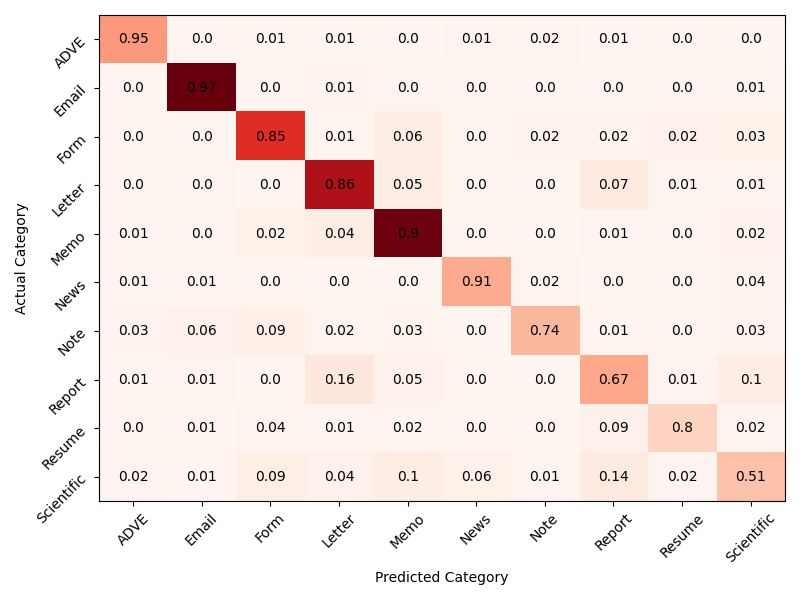 ADVE 0.95 0.0 0.01 0.01 0.0 0.01 0.02 0.01 0.0 0.0
Email 0.0 0.97 0.0 0.01 0.0 0.0 0.0 0.0 0.0 0.01
Form 0.0 0.0 0.85 0.01 0.06 0.0 0.02 0.02 0.02 0.03
Letter 0.0 0.0 0.0 0.86 0.05 0.0 0.0 0.07 0.01 0.01
Memo 0.01 0.0 0.02 0.04 0.9 0.0 0.0 0.01 0.0 0.02
News 0.01 0.01 0.0 0.0 0.0 0.91 0.02 0.0 0.0 0.04
Note 0.03 0.06 0.09 0.02 0.03 0.0 0.74 0.01 0.0 0.03
Report 0.01 0.01 0.0 0.16 0.05 0.0 0.0 0.67 0.01 0.1
Resume 0.0 0.01 0.04 0.01 0.02 0.0 0.0 0.09 0.8 0.02
Scientific 0.02 0.01 0.09 0.04 0.1 0.06 0.01 0.14 0.02 0.51
Actual Category
ADVE Email Form Letter Memo News Note Report Resume Scientific
Predicted Category